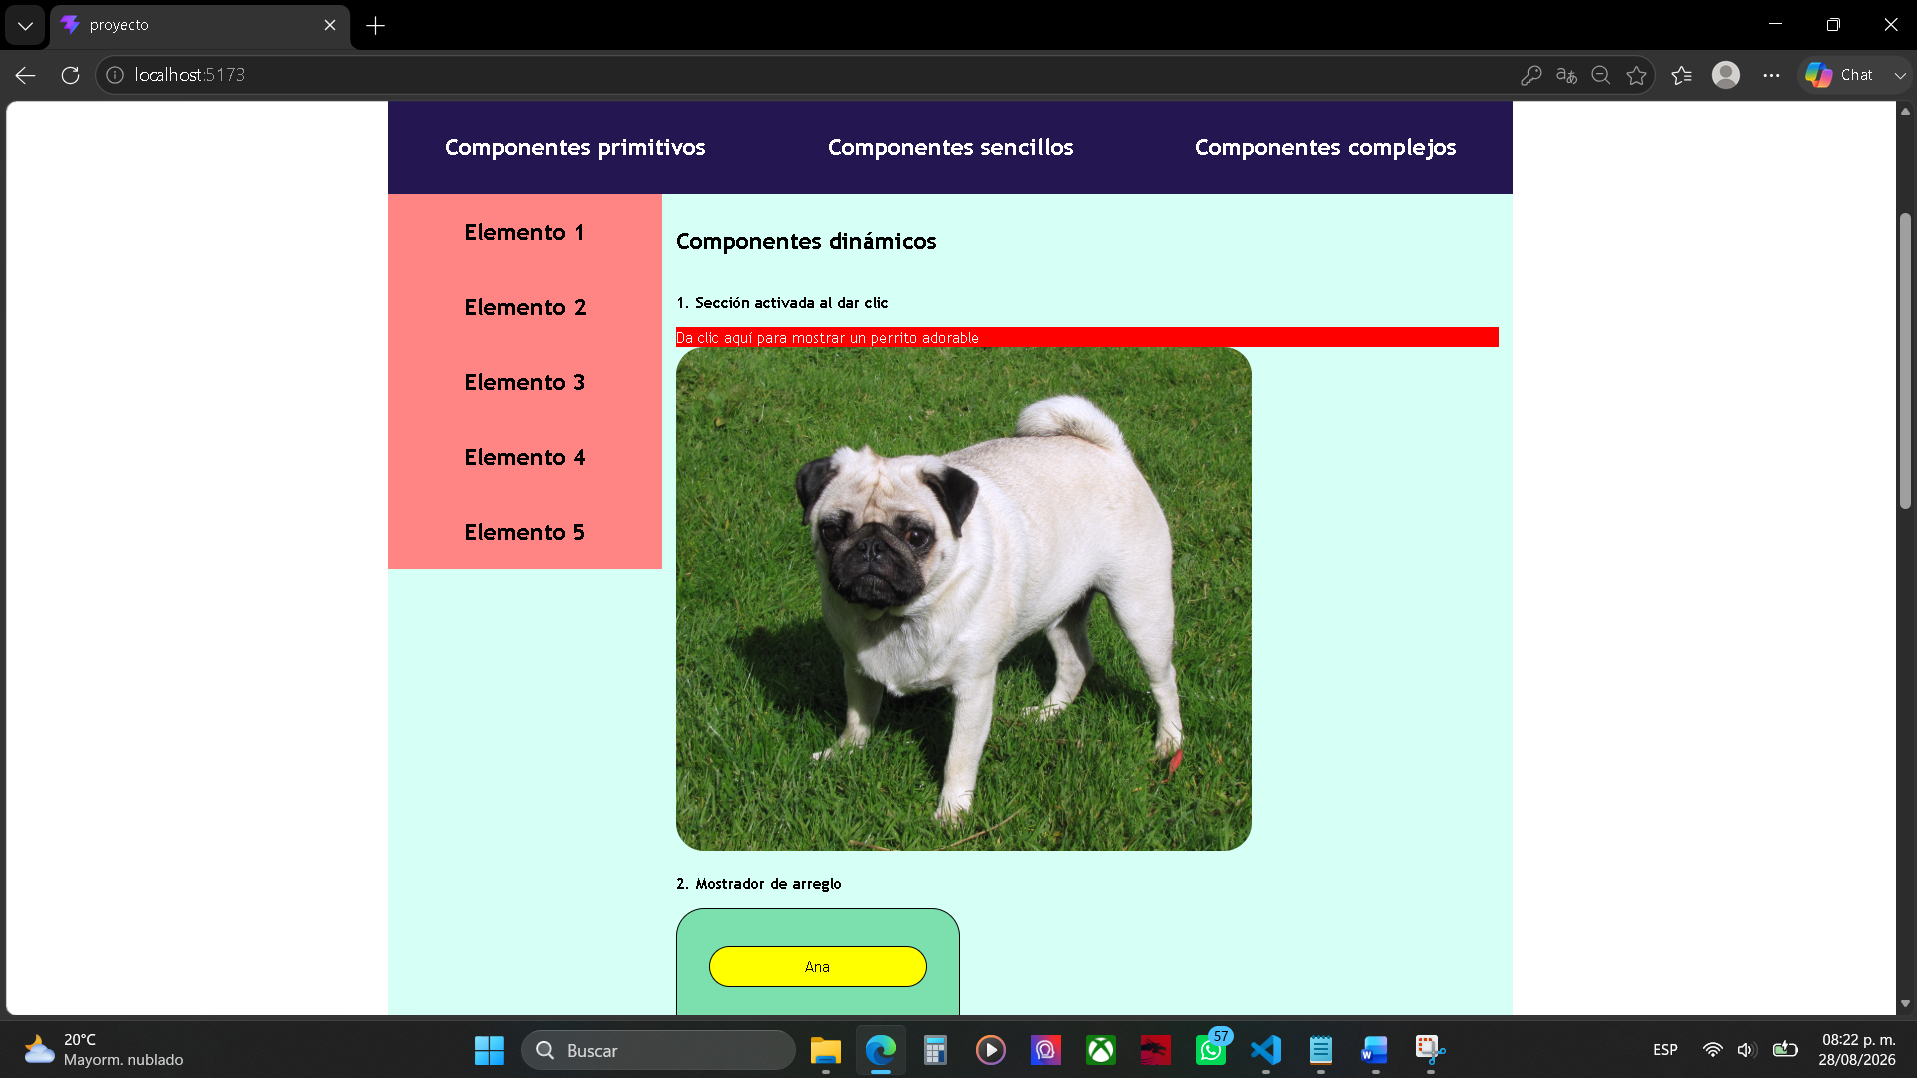 proyecto
localhost:5173
Chat
Componentes primitivos
Componentes sencillos
Componentes complejos
Elemento 1
Elemento 2
Elemento 3
Elemento 4
Elemento 5
Componentes dinámicos
1. Sección activada al dar clic
Da clic aquí para mostrar un perrito adorable
2. Mostrador de arreglo
Ana
20°C
Mayorm. nublado
Buscar
57
ESP
08:22 p. m.
28/08/2026